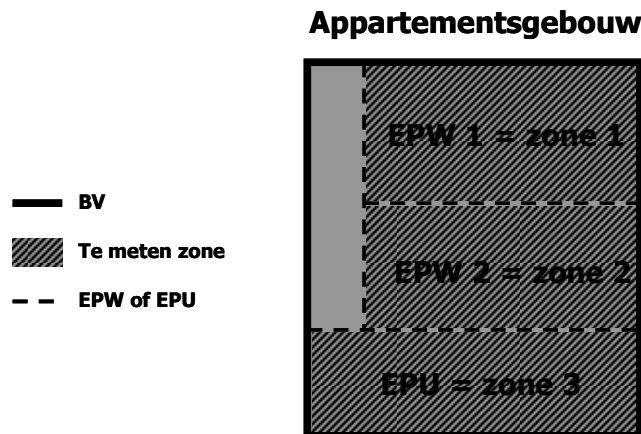 Appartementsgebouw
EPW 1 = zone 1
BV
Te meten zone
EPW 2 = zone 2
EPW of EPU
EPU = zone 3